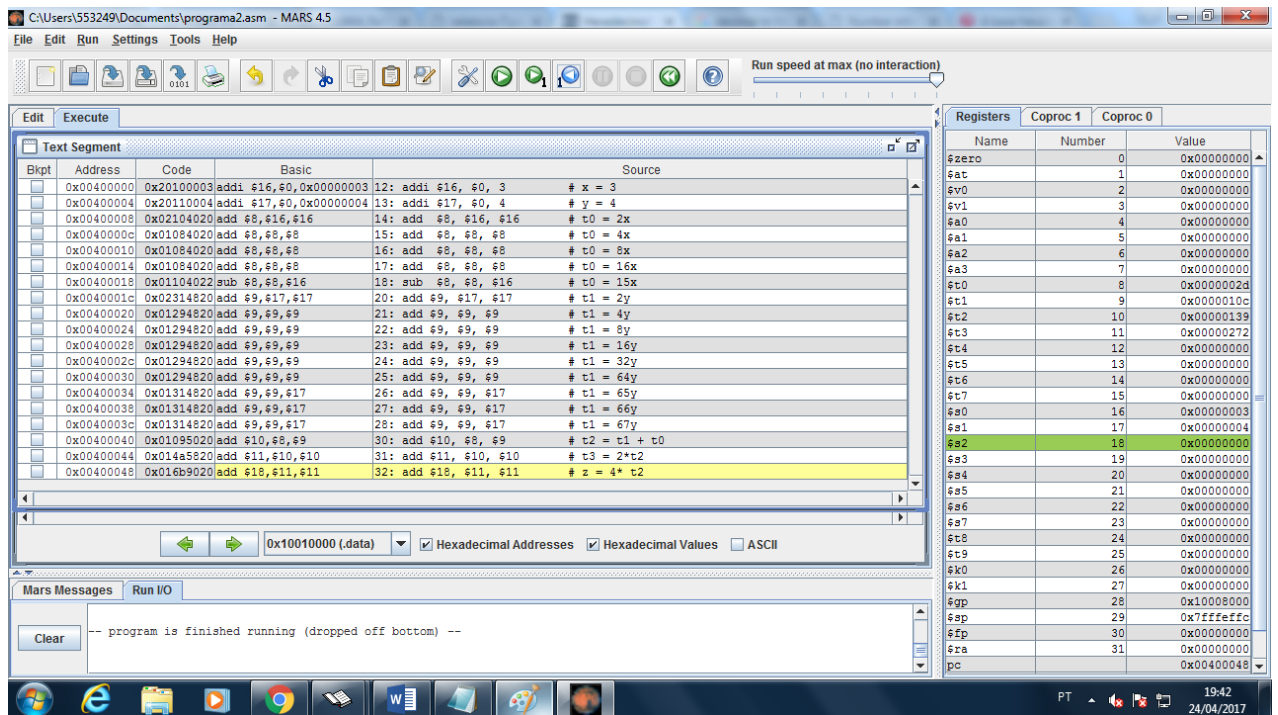 C:\Users\553249\Documents\programa2.asm - MARS 4.5
File Edit Run Settings Tools Help
Run speed at max (no interaction)
Edit Execute
Text Segment
Bkpt Address Code Basic Source
0x00400000 0x20100003 addi $16,$0,0x00000003 12: addi $16, $0, 3 # x = 3
0x00400004 0x20110004 addi $17,$0,0x00000004 13: addi $17, $0, 4 # y = 4
0x00400008 0x02104020 add $8,$16,$16 14: add $8, $16, $16 # t0 = 2x
0x0040000c 0x01084020 add $8,$8,$8 15: add $8, $8, $8 # t0 = 4x
0x00400010 0x01084020 add $8,$8,$8 16: add $8, $8, $8 # t0 = 8x
0x00400014 0x01084020 add $8,$8,$8 17: add $8, $8, $8 # t0 = 16x
0x00400018 0x01104022 sub $8,$8,$16 18: sub $8, $8, $16 # t0 = 15x
0x0040001c 0x02314820 add $9,$17,$17 20: add $9, $17, $17 # t1 = 2y
0x00400020 0x01294820 add $9,$9,$9 21: add $9, $9, $9 # t1 = 4y
0x00400024 0x01294820 add $9,$9,$9 22: add $9, $9, $9 # t1 = 8y
0x00400028 0x01294820 add $9,$9,$9 23: add $9, $9, $9 # t1 = 16y
0x0040002c 0x01294820 add $9,$9,$9 24: add $9, $9, $9 # t1 = 32y
0x00400030 0x01294820 add $9,$9,$9 25: add $9, $9, $9 # t1 = 64y
0x00400034 0x01314820 add $9,$9,$17 26: add $9, $9, $17 # t1 = 65y
0x00400038 0x01314820 add $9,$9,$17 27: add $9, $9, $17 # t1 = 66y
0x0040003c 0x01314820 add $9,$9,$17 28: add $9, $9, $17 # t1 = 67y
0x00400040 0x01095020 add $10,$8,$9 30: add $10, $8, $9 # t2 = t1 + t0
0x00400044 0x014a5820 add $11,$10,$10 31: add $11, $10, $10 # t3 = 2*t2
0x00400048 0x016b9020 add $18,$11,$11 32: add $18, $11, $11 # z = 4* t2
0x10010000 (.data) Hexadecimal Addresses Hexadecimal Values ASCII
Mars Messages Run I/O
Clear
-- program is finished running (dropped off bottom) --
Registers Coproc 1 Coproc 0
Name Number Value
$zero 0 0x00000000
$at 1 0x00000000
$v0 2 0x00000000
$v1 3 0x00000000
$a0 4 0x00000000
$a1 5 0x00000000
$a2 6 0x00000000
$a3 7 0x00000000
$t0 8 0x0000002d
$t1 9 0x0000010c
$t2 10 0x00000139
$t3 11 0x00000272
$t4 12 0x00000000
$t5 13 0x00000000
$t6 14 0x00000000
$t7 15 0x00000000
$s0 16 0x00000003
$s1 17 0x00000004
$s2 18 0x00000000
$s3 19 0x00000000
$s4 20 0x00000000
$s5 21 0x00000000
$s6 22 0x00000000
$s7 23 0x00000000
$t8 24 0x00000000
$t9 25 0x00000000
$k0 26 0x00000000
$k1 27 0x00000000
$gp 28 0x10008000
$sp 29 0x7fffeffc
$fp 30 0x00000000
$ra 31 0x00000000
pc 0x00400048
PT
19:42
24/04/2017